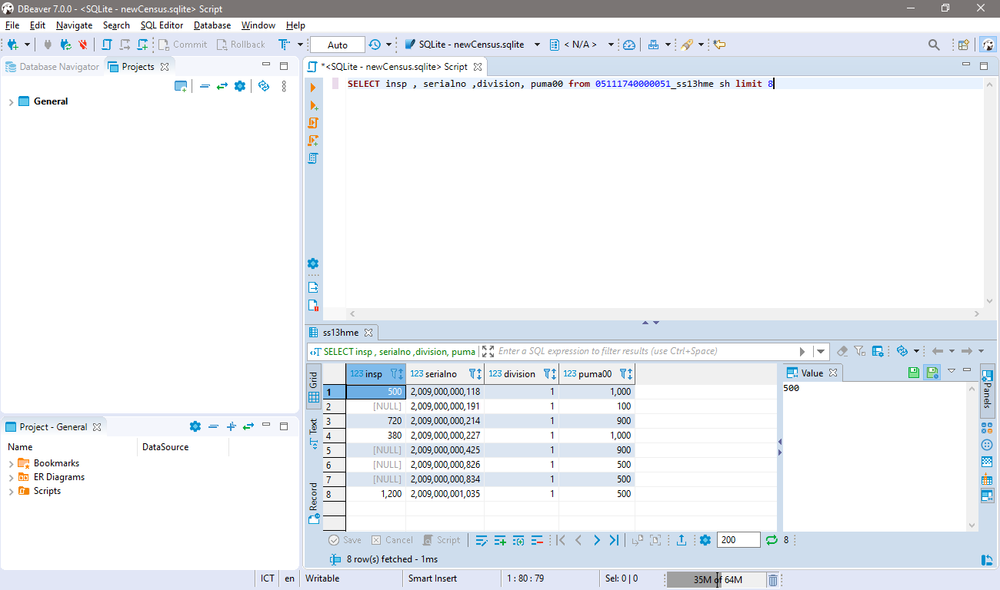 DBeaver 7.0.0 - <SQLite - newCensus.sqlite> Script
File Edit Navigate Search SQL Editor Database Window Help
Commit Rollback T Auto SQLite - newCensus.sqlite < N/A >
Database Navigator Projects
*<SQLite - newCensus.sqlite> Script
General
SELECT insp , serialno ,division, puma00 from 05111740000051_ss13hme sh limit 8
ss13hme
SELECT insp , serialno ,division, puma Enter a SQL expression to filter results (use Ctrl+Space)
Grid
Text
Record
123 insp 123 serialno 123 division 123 puma00
1 500 2,009,000,000,118 1 1,000
2 [NULL] 2,009,000,000,191 1 100
3 720 2,009,000,000,214 1 900
4 380 2,009,000,000,227 1 1,000
5 [NULL] 2,009,000,000,425 1 900
6 [NULL] 2,009,000,000,826 1 500
7 [NULL] 2,009,000,000,834 1 500
8 1,200 2,009,000,001,035 1 500
Value
500
Panels
Save Cancel Script 200 8
8 row(s) fetched - 1ms
Project - General
Name DataSource
Bookmarks
ER Diagrams
Scripts
ICT en Writable Smart Insert 1 : 80 : 79 Sel: 0 | 0 35M of 64M